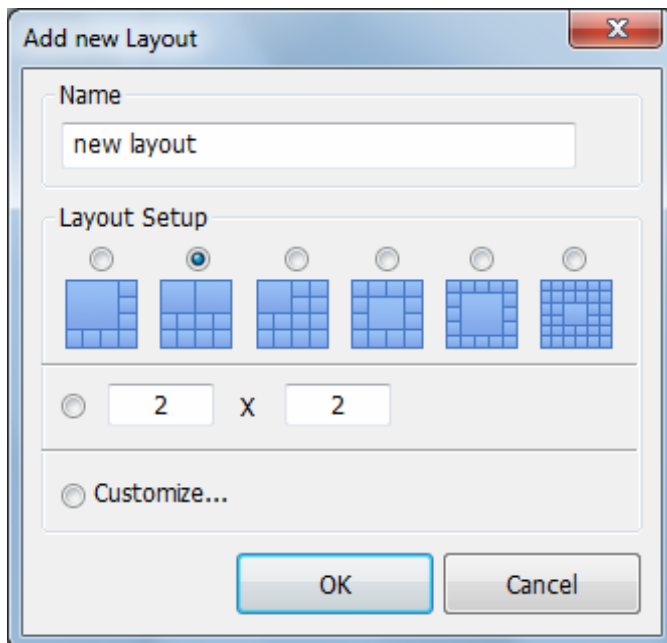 Add new Layout
Name
new layout
Layout Setup
2 X 2
Customize...
OK Cancel